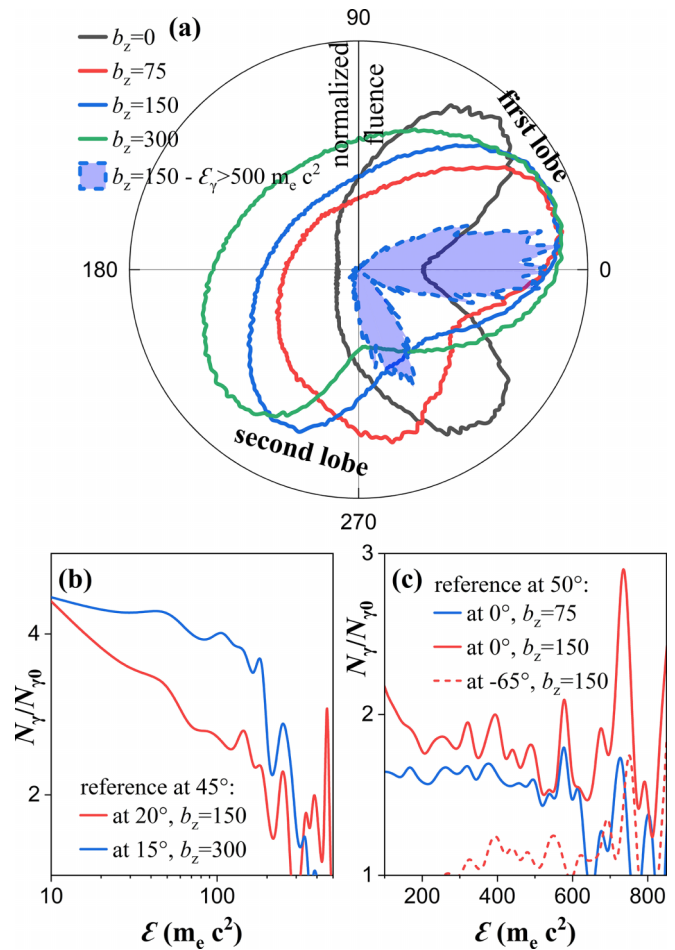 90
(a)
b_z=0
b_z=75
b_z=150
b_z=300
b_z=150 - ℰ_γ>500 m_e c^2
normalized
fluence
first lobe
180
0
second lobe
270
(b)
N_γ/N_γ0
4
2
reference at 45°:
at 20°, b_z=150
at 15°, b_z=300
10
100
ℰ (m_e c^2)
(c)
N_γ/N_γ0
3
2
1
reference at 50°:
at 0°, b_z=75
at 0°, b_z=150
at -65°, b_z=150
200
400
600
800
ℰ (m_e c^2)